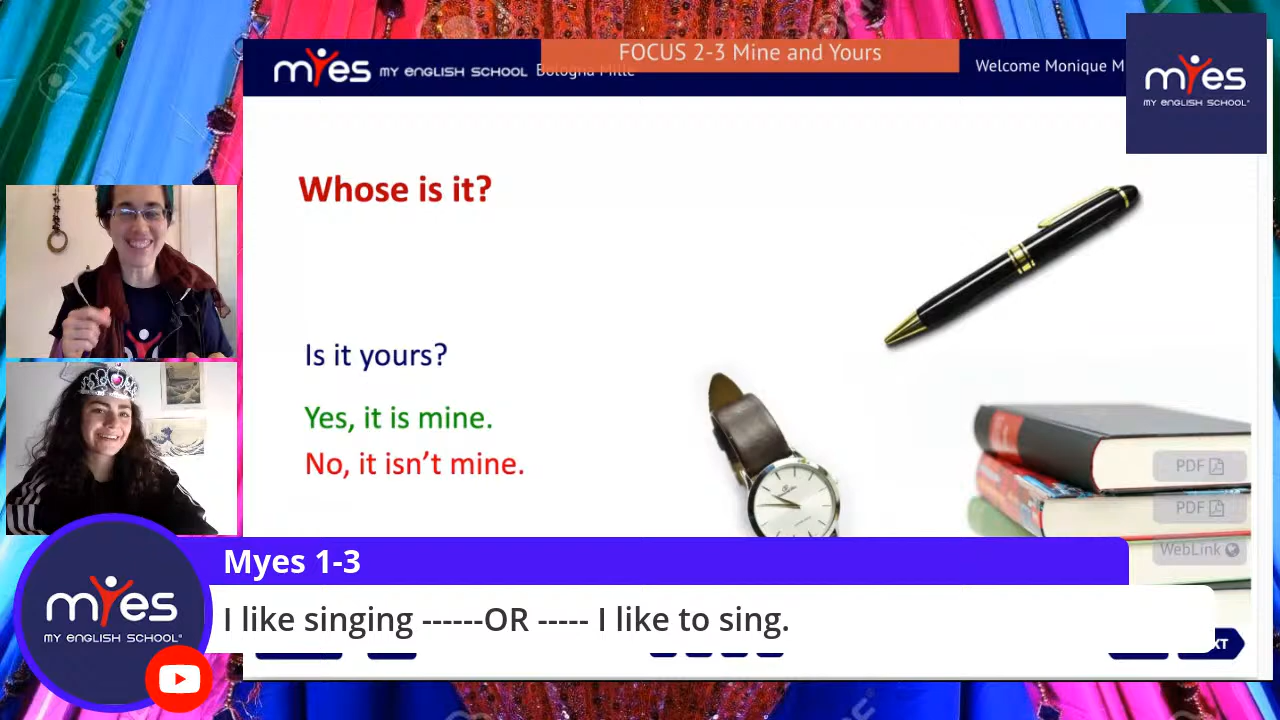 FOCUS 2-3 Mine and Yours
myes MY ENGLISH SCHOOL Bologna Mille
Welcome Monique M
myes
MY ENGLISH SCHOOL
Whose is it?
Is it yours?
Yes, it is mine.
No, it isn't mine.
PDF
PDF
WebLink
Myes 1-3
I like singing ------OR ----- I like to sing.
myes
MY ENGLISH SCHOOL
XT
123RF